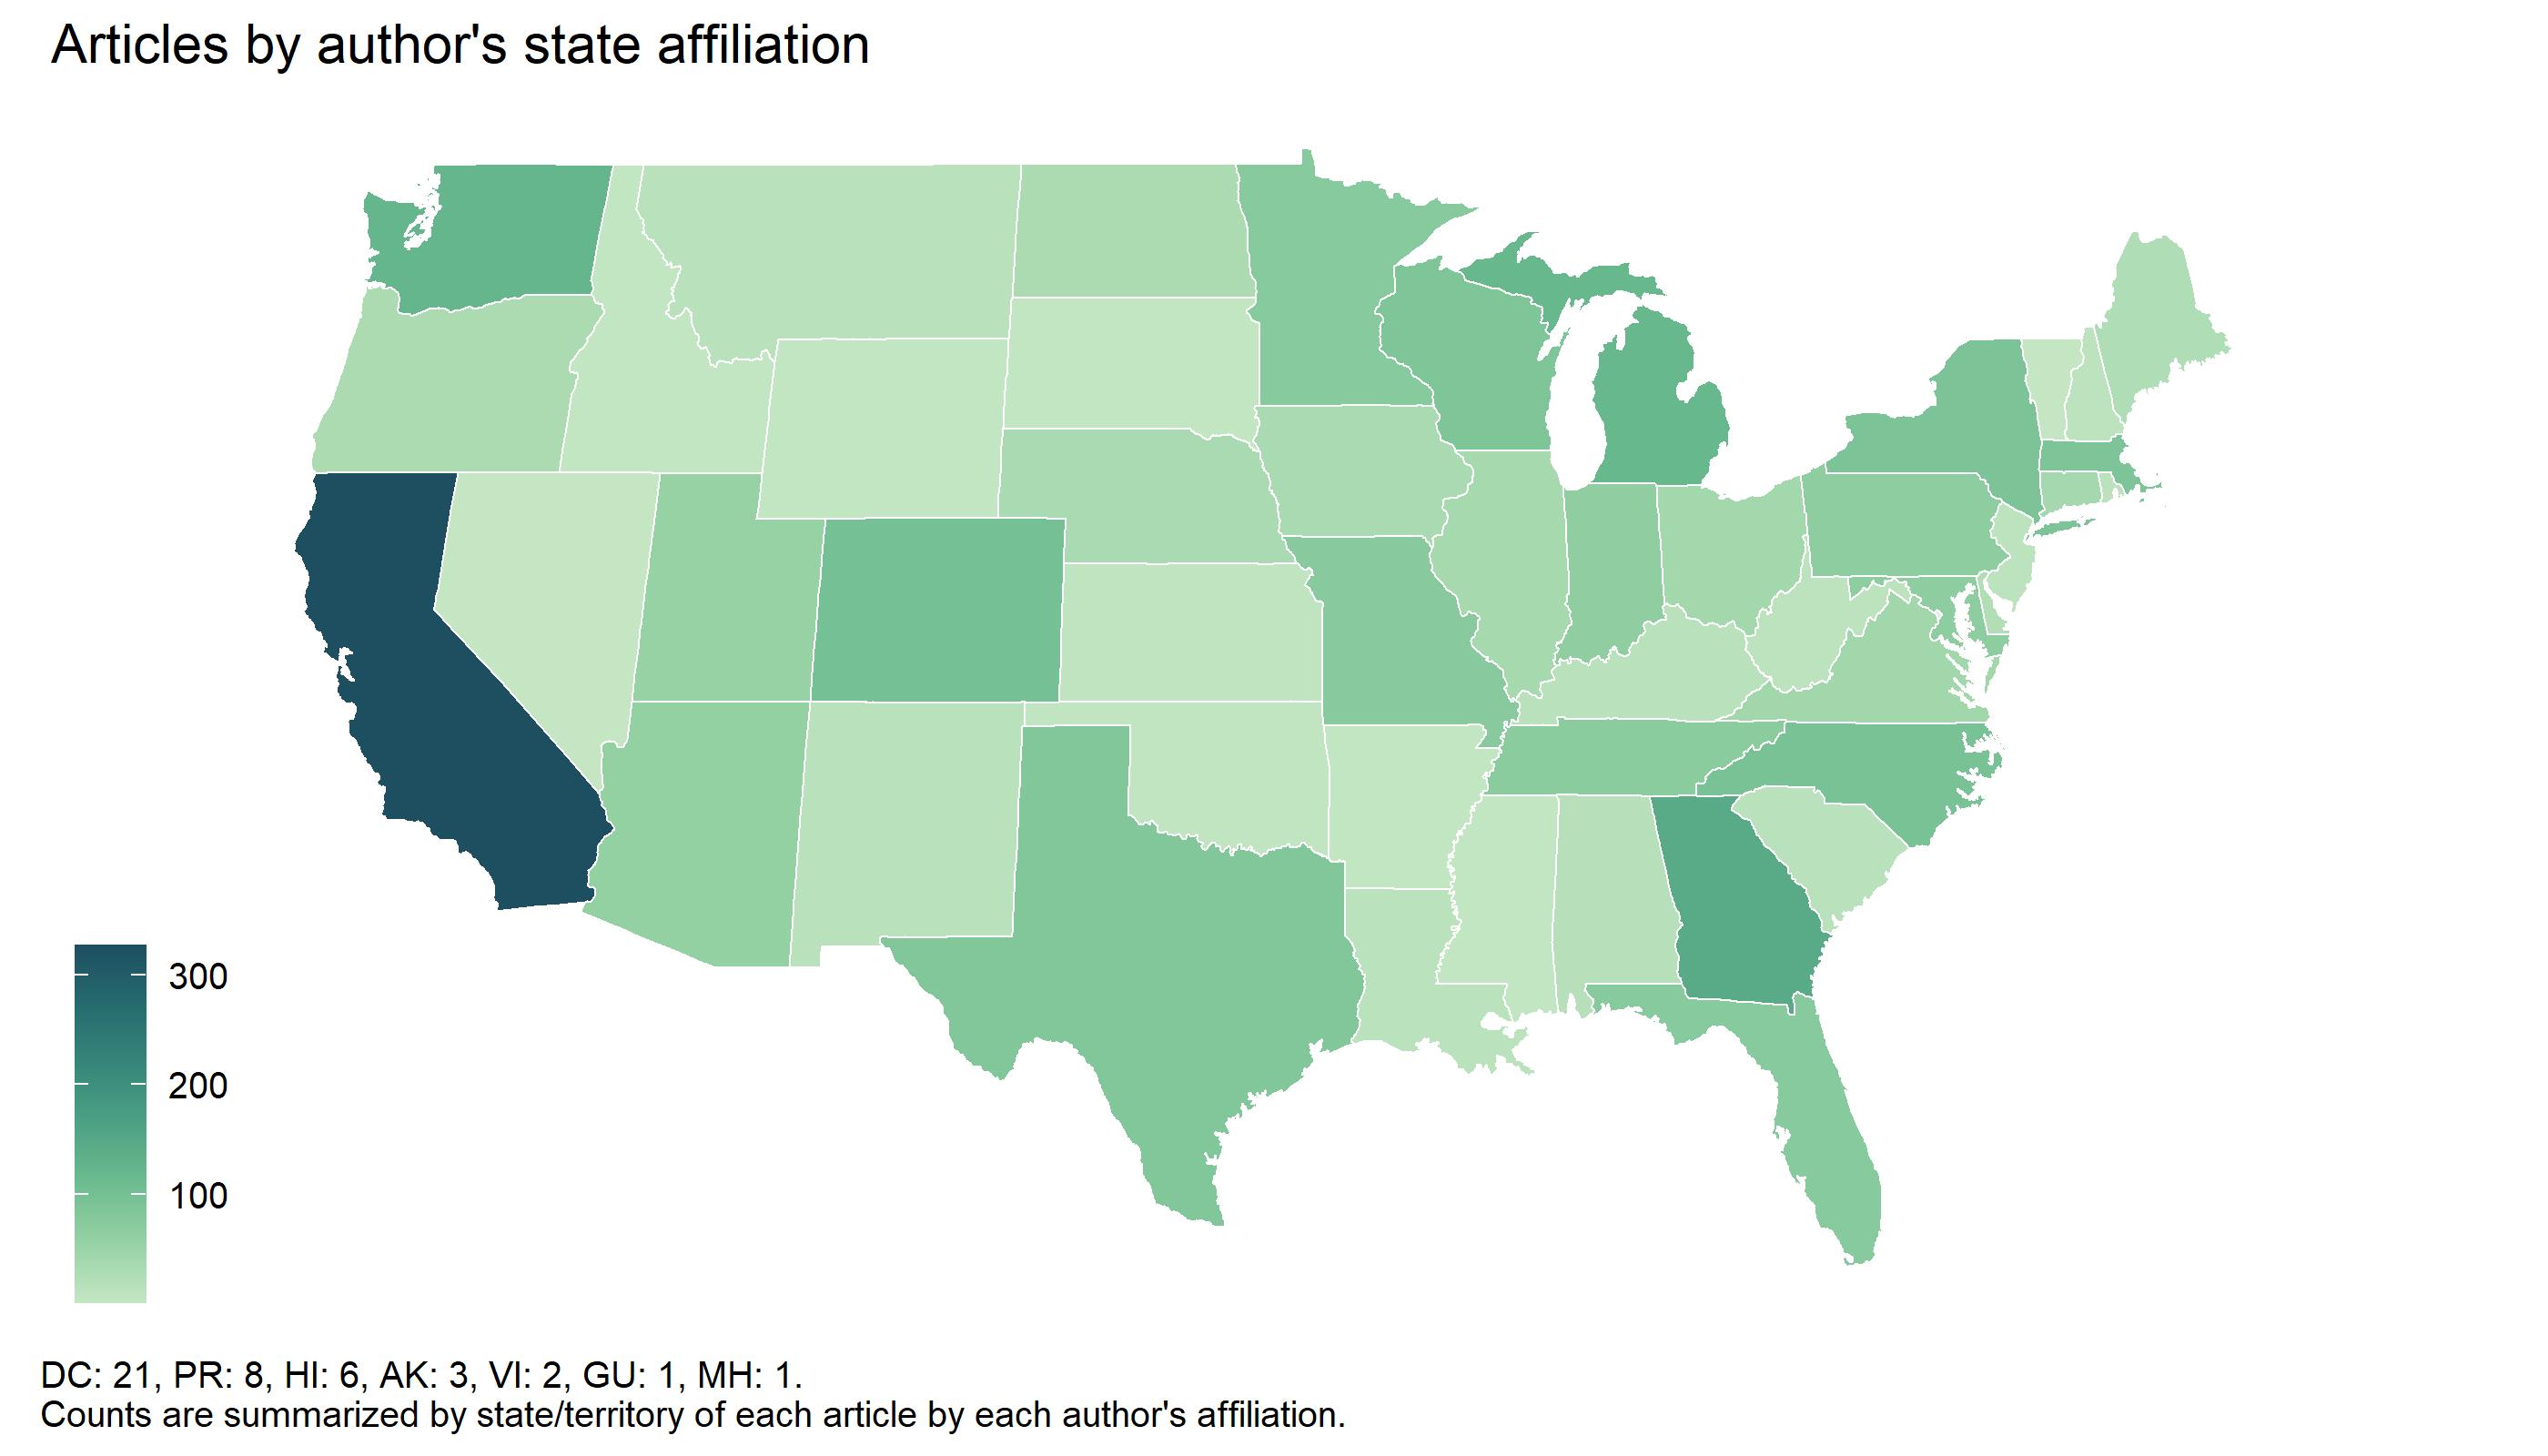 Articles by author's state affiliation
300
200
100
DC: 21, PR: 8, HI: 6, AK: 3, VI: 2, GU: 1, MH: 1.
Counts are summarized by state/territory of each article by each author's affiliation.